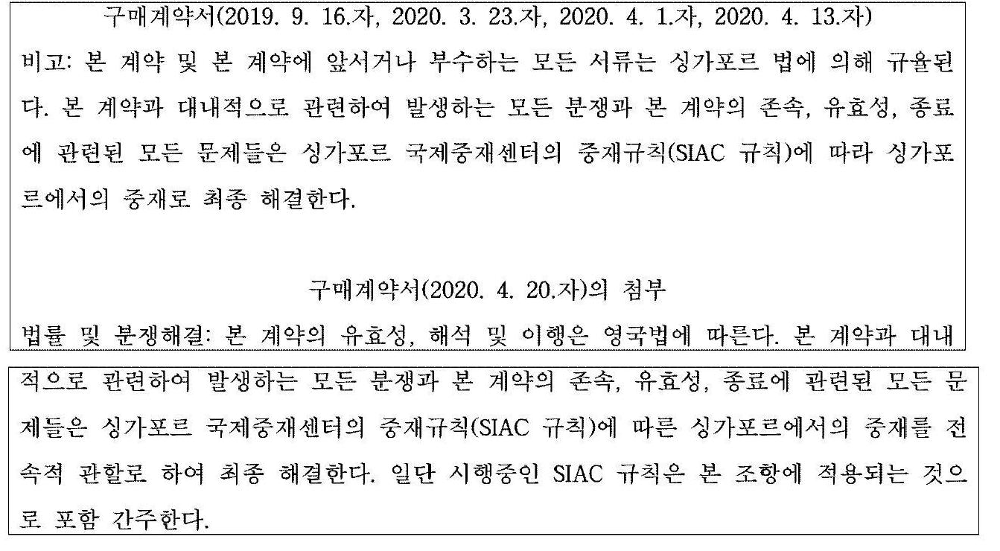 구매계약서(2019. 9. 16.자, 2020. 3. 23.자, 2020. 4. 1.자, 2020. 4. 13.자)
비고: 본 계약 및 본 계약에 앞서거나 부수하는 모든 서류는 싱가포르 법에 의해 규율된
다. 본 계약과 대내적으로 관련하여 발생하는 모든 분쟁과 본 계약의 존속, 유효성, 종료
에 관련된 모든 문제들은 싱가포르 국제중재센터의 중재규칙(SIAC 규칙)에 따라 싱가포
르에서의 중재로 최종 해결한다.
구매계약서(2020. 4. 20.자)의 첨부
법률 및 분쟁해결: 본 계약의 유효성, 해석 및 이행은 영국법에 따른다. 본 계약과 대내
적으로 관련하여 발생하는 모든 분쟁과 본 계약의 존속, 유효성, 종료에 관련된 모든 문
제들은 싱가포르 국제중재센터의 중재규칙(SIAC 규칙)에 따른 싱가포르에서의 중재를 전
속적 관할로 하여 최종 해결한다. 일단 시행중인 SIAC 규칙은 본 조항에 적용되는 것으
로 포함 간주한다.